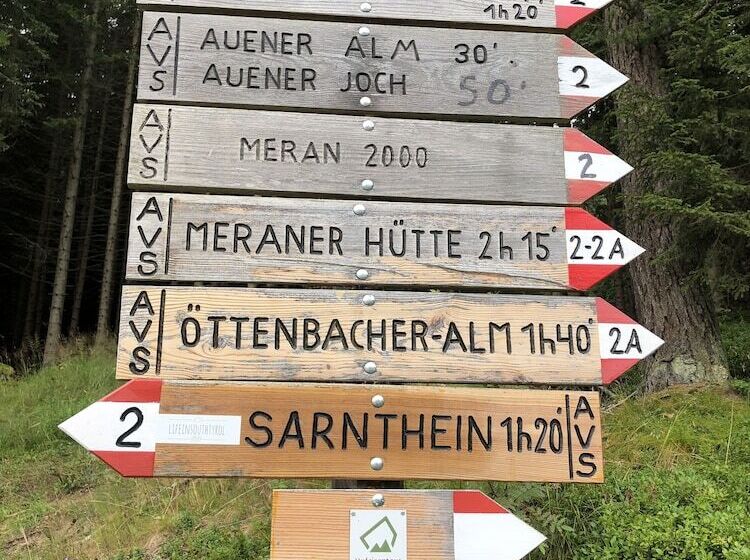 1h20'
AVS
AUENER ALM 30'.
AUENER JOCH 50'
2
AVS
MERAN 2000
2
AVS
MERANER HÜTTE 2h 15'
2-2A
AVS
ÖTTENBACHER-ALM 1h40'
2A
2
LIFEINSOUTHTYROL
SARNTHEIN 1h20'
AVS